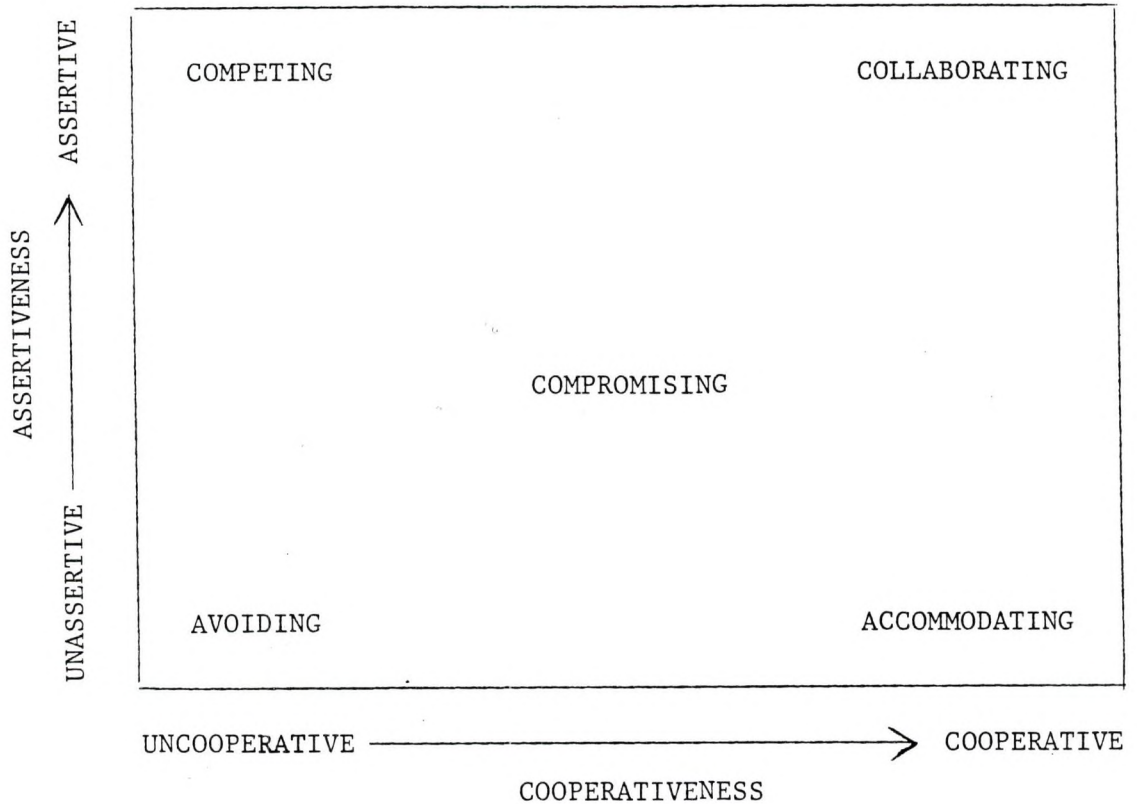 COMPETING
COLLABORATING
COMPROMISING
AVOIDING
ACCOMMODATING
ASSERTIVENESS
UNASSERTIVE
ASSERTIVE
UNCOOPERATIVE
COOPERATIVE
COOPERATIVENESS